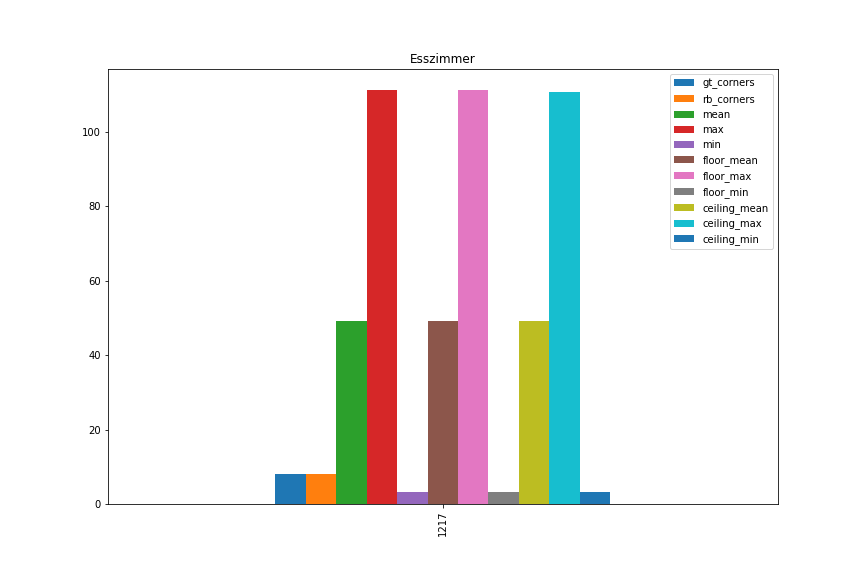 Esszimmer
gt_corners
rb_corners
mean
max
min
floor_mean
floor_max
floor_min
ceiling_mean
ceiling_max
ceiling_min
100
80
60
40
20
0
1217